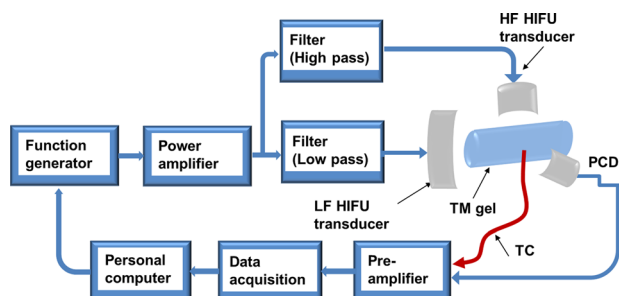 HF HIFU
transducer
Filter
(High pass)
Function
generator
Power
amplifier
Filter
(Low pass)
PCD
LF HIFU
transducer
TM gel
TC
Personal
computer
Data
acquisition
Pre-
amplifier